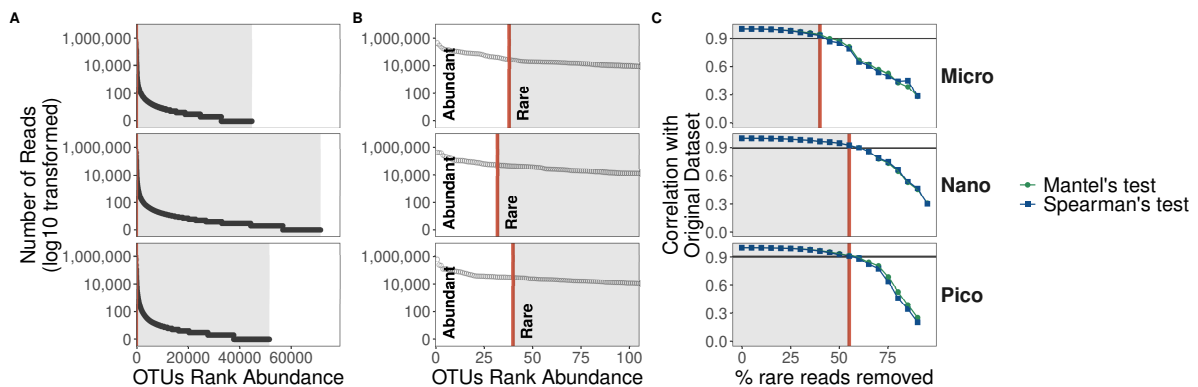 A
B
C
Number of Reads
(log10 transformed)
1,000,000
10,000
100
0
1,000,000
10,000
100
0
1,000,000
10,000
100
0
0
20000
40000
60000
OTUs Rank Abundance
1,000,000
10,000
100
0
Abundant
Rare
1,000,000
10,000
100
0
Abundant
Rare
1,000,000
10,000
100
0
Abundant
Rare
0
25
50
75
100
OTUs Rank Abundance
Correlation with
Original Dataset
0.9
0.6
0.3
0.0
Micro
0.9
0.6
0.3
0.0
Nano
0.9
0.6
0.3
0.0
Pico
0
25
50
75
% rare reads removed
Mantel's test
Spearman's test